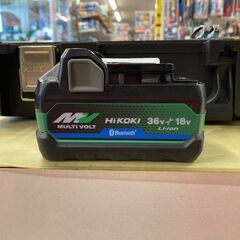 MV
MULTI VOLT
HiKOKI
36V⇌18V
Li-ion
Bluetooth